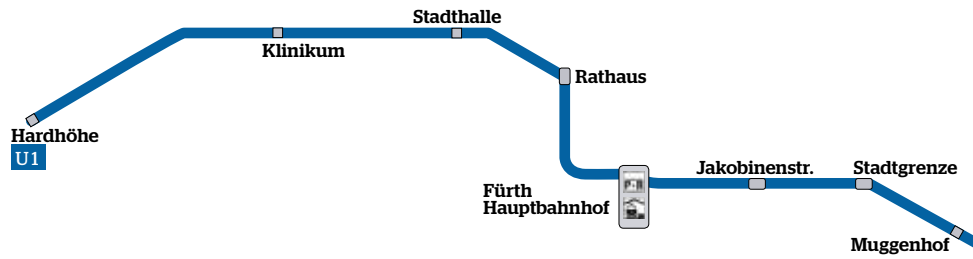 Stadthalle
Klinikum
Rathaus
Hardhöhe
U1
Jakobinenstr.
Stadtgrenze
Fürth
Hauptbahnhof
P+R
Muggenhof